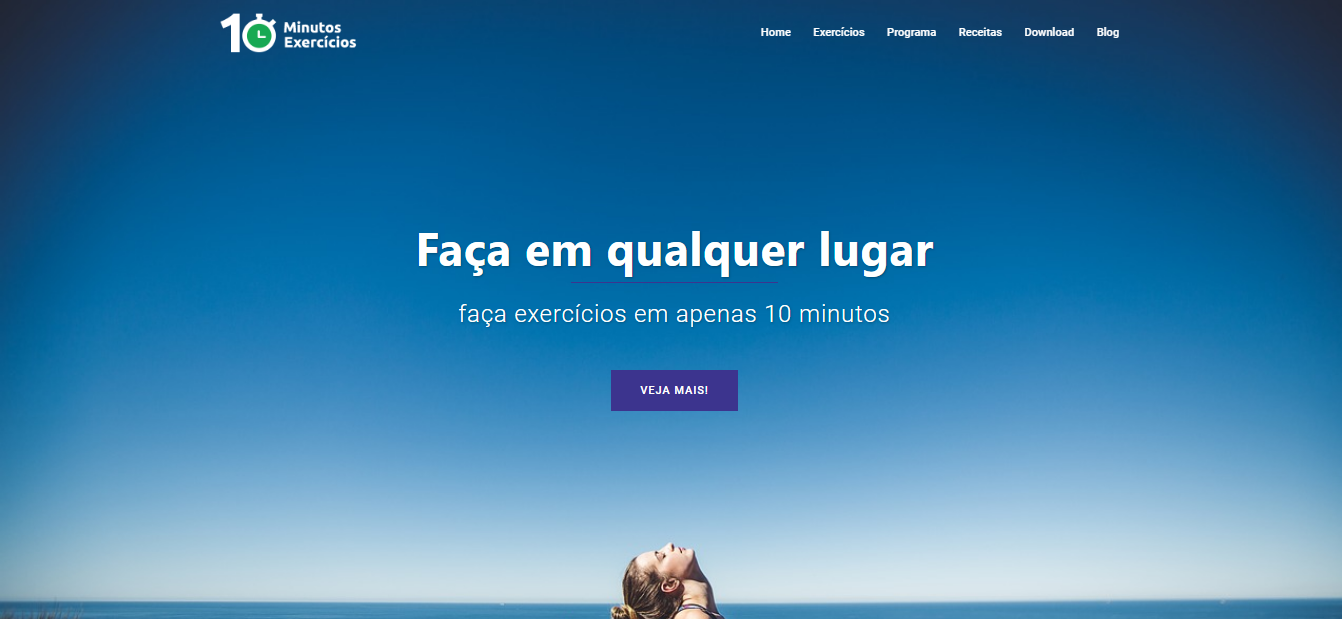 10 Minutos
Exercícios
Home Exercícios Programa Receitas Download Blog
Faça em qualquer lugar
faça exercícios em apenas 10 minutos
VEJA MAIS!